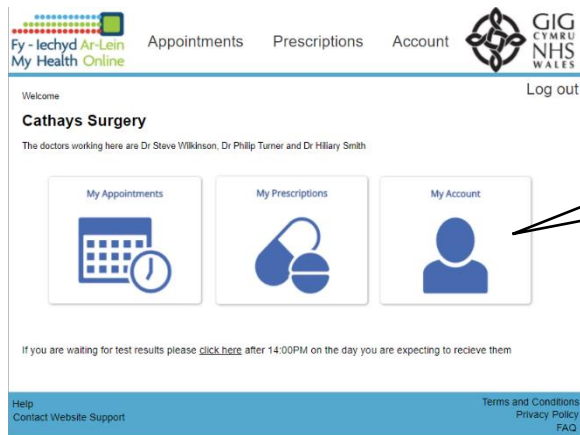 Fy - Iechyd Ar-Lein
My Health Online
Appointments Prescriptions Account
GIG
CYMRU
NHS
WALES
Log out
Welcome
Cathays Surgery
The doctors working here are Dr Steve Wilkinson, Dr Philip Turner and Dr Hillary Smith
My Appointments My Prescriptions My Account
If you are waiting for test results please click here after 14:00PM on the day you are expecting to recieve them
Help
Contact Website Support
Terms and Conditions
Privacy Policy
FAQ